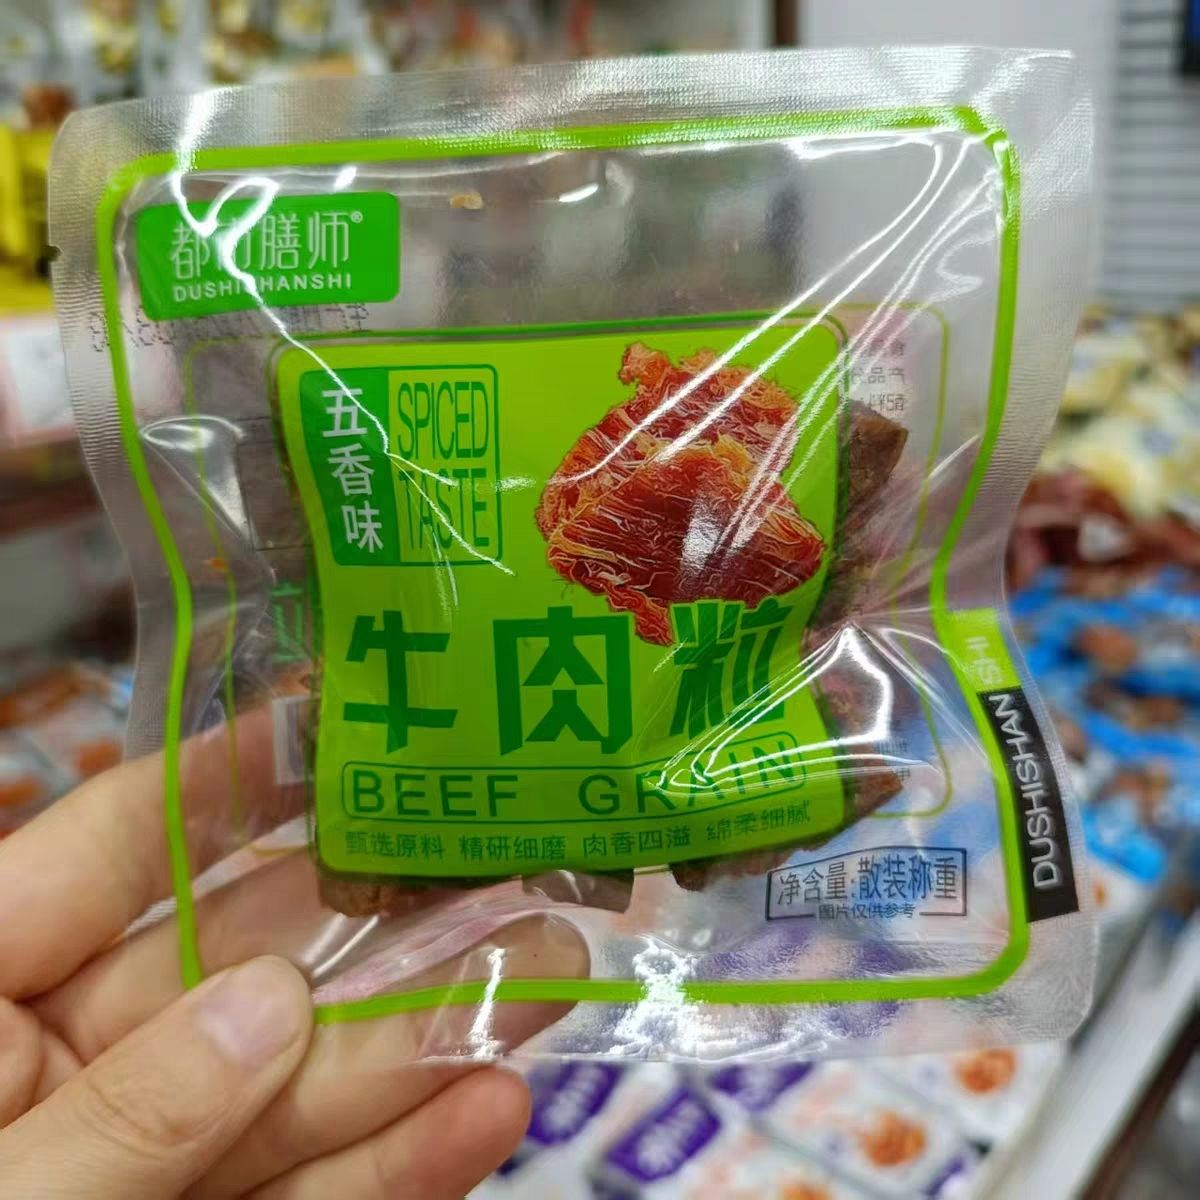 都市膳师®
DUSHISHANSHI
五香味
SPICED
TASTE
牛肉粒
BEEF GRAIN
甄选原料 精研细磨 肉香四溢 绵柔细腻
净含量:散装称重
图片仅供参考
DUSHISHANSHI